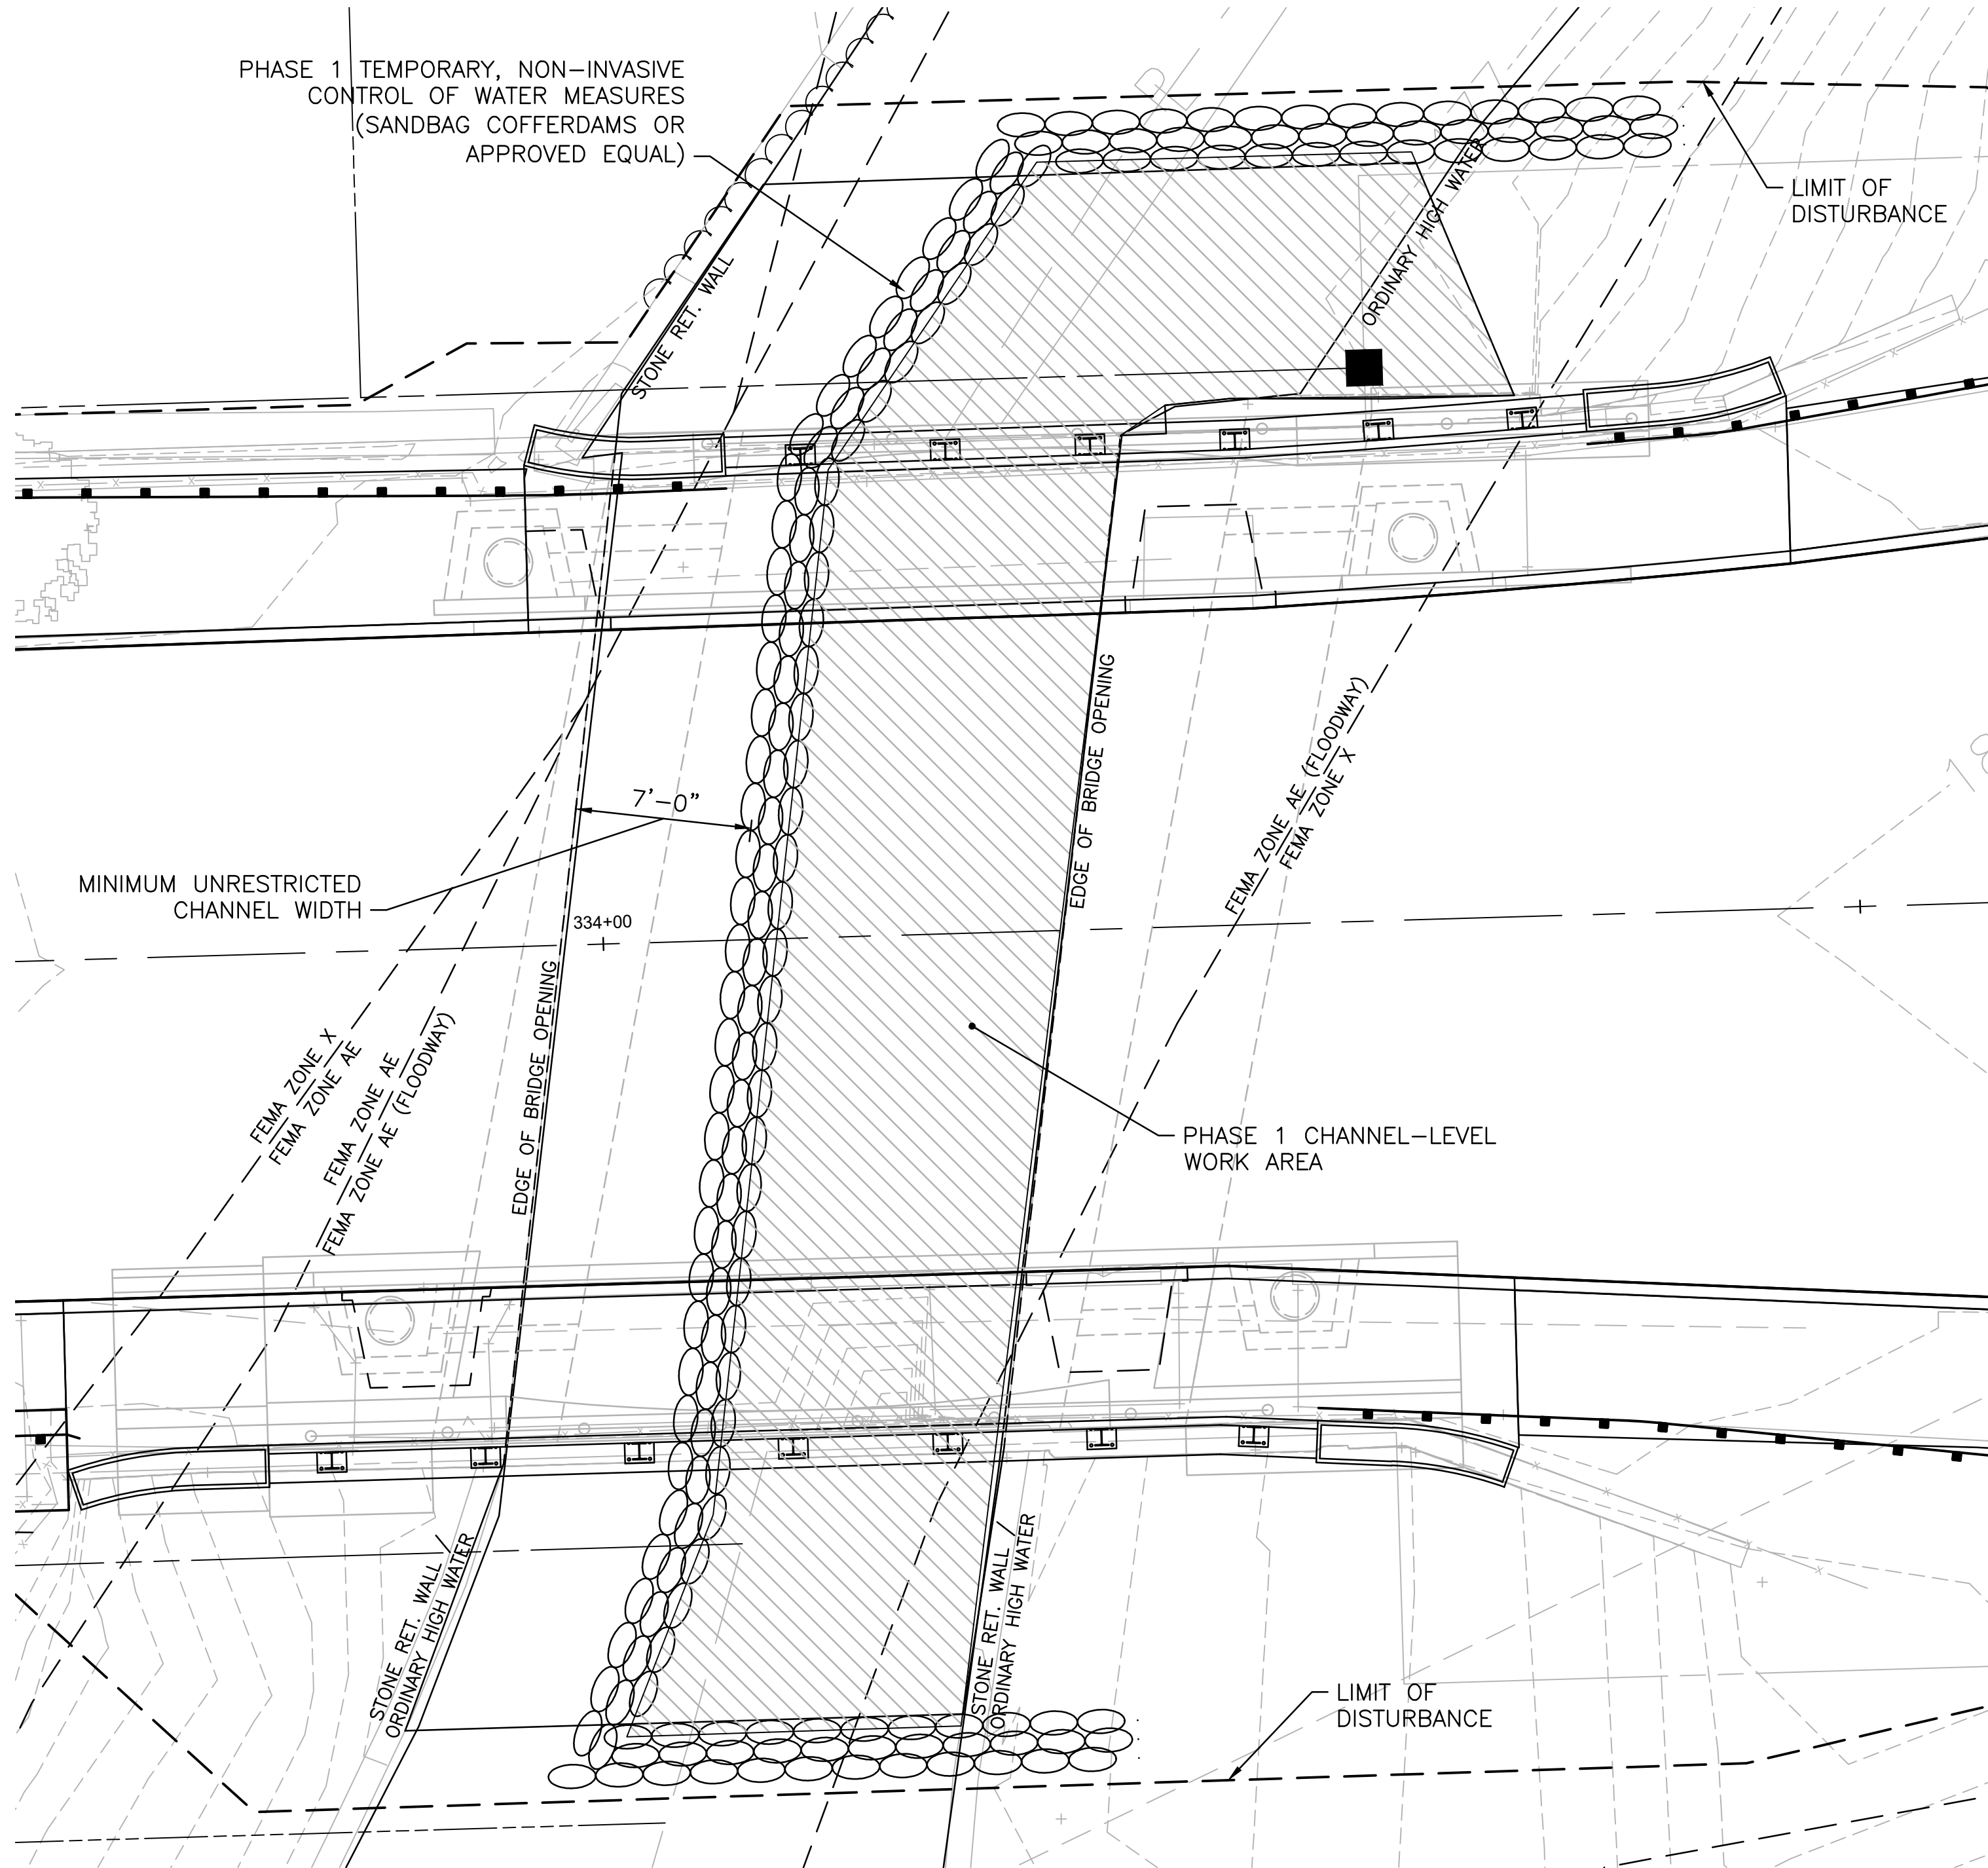 PHASE 1 TEMPORARY, NON-INVASIVE
CONTROL OF WATER MEASURES
(SANDBAG COFFERDAMS OR
APPROVED EQUAL)
LIMIT OF
DISTURBANCE
STONE RET. WALL
ORDINARY HIGH WATER
7'-0"
MINIMUM UNRESTRICTED
CHANNEL WIDTH
334+00
EDGE OF BRIDGE OPENING
FEMA ZONE AE (FLOODWAY)
FEMA ZONE X
FEMA ZONE X
FEMA ZONE AE
FEMA ZONE AE
FEMA ZONE AE (FLOODWAY)
EDGE OF BRIDGE OPENING
PHASE 1 CHANNEL-LEVEL
WORK AREA
STONE RET. WALL
ORDINARY HIGH WATER
STONE RET. WALL
ORDINARY HIGH WATER
LIMIT OF
DISTURBANCE